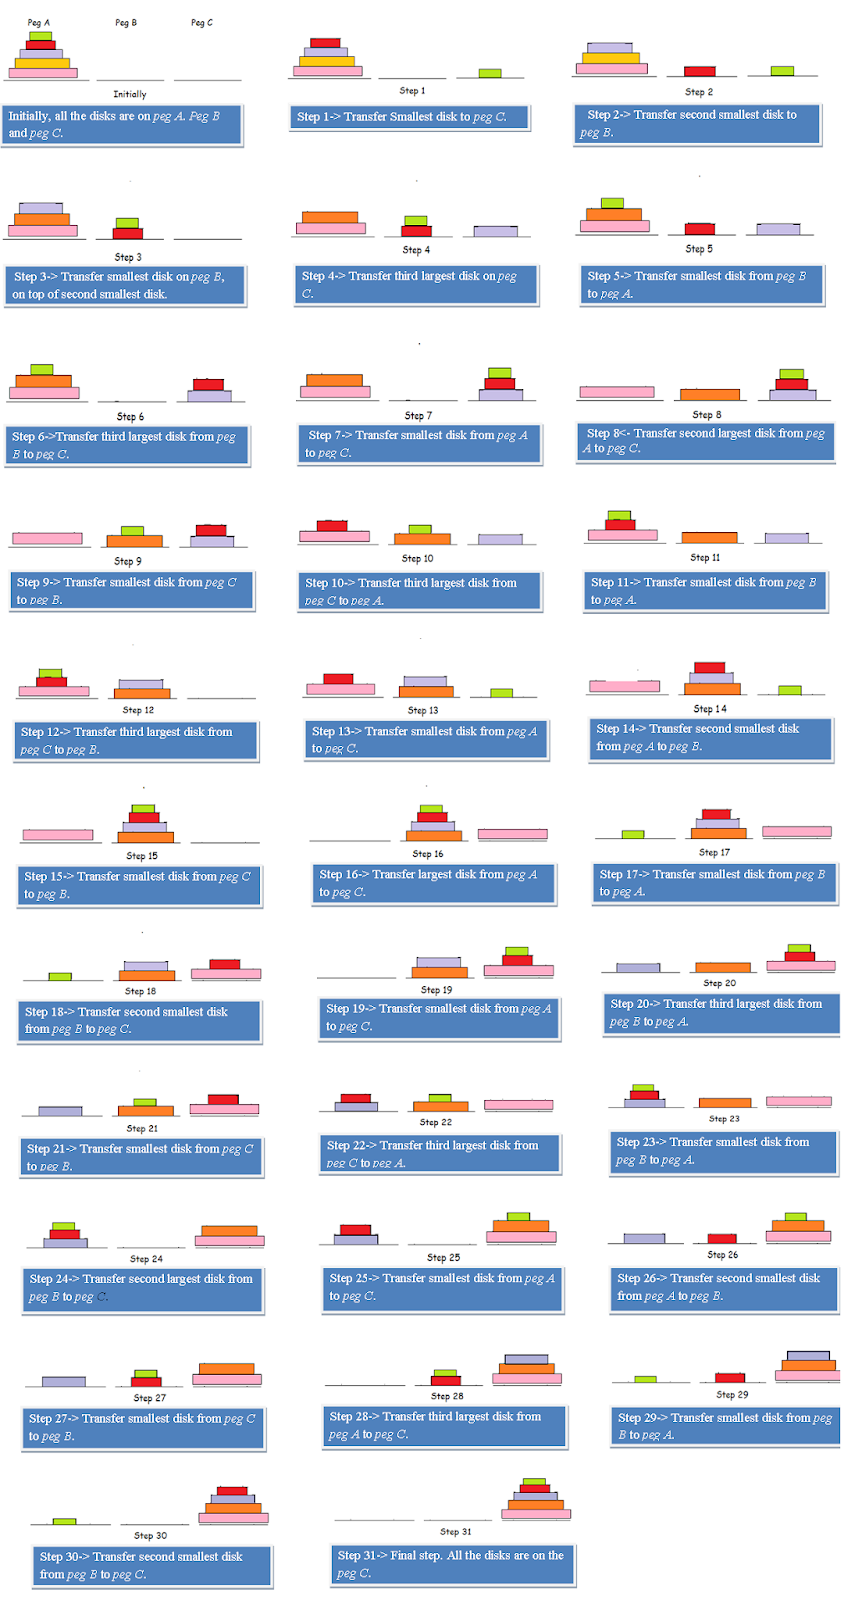 Peg A
Peg B
Peg C
Initially
Initially, all the disks are on peg A. Peg B
and peg C.
Step 1
Step 1-> Transfer Smallest disk to peg C.
Step 2
Step 2-> Transfer second smallest disk to
peg B.
Step 3
Step 3-> Transfer smallest disk on peg B,
on top of second smallest disk.
Step 4
Step 4-> Transfer third largest disk on peg
C.
Step 5
Step 5-> Transfer smallest disk from peg B
to peg A.
Step 6
Step 6->Transfer third largest disk from peg
B to peg C.
Step 7
Step 7-> Transfer smallest disk from peg A
to peg C.
Step 8
Step 8<- Transfer second largest disk from peg
A to peg C.
Step 9
Step 9-> Transfer smallest disk from peg C
to peg B.
Step 10
Step 10-> Transfer third largest disk from
peg C to peg A.
Step 11
Step 11-> Transfer smallest disk from peg B
to peg A.
Step 12
Step 12-> Transfer third largest disk from
peg C to peg B.
Step 13
Step 13-> Transfer smallest disk from peg A
to peg C.
Step 14
Step 14-> Transfer second smallest disk
from peg A to peg B.
Step 15
Step 15-> Transfer smallest disk from peg C
to peg B.
Step 16
Step 16-> Transfer largest disk from peg A
to peg C.
Step 17
Step 17-> Transfer smallest disk from peg B
to peg A.
Step 18
Step 18-> Transfer second smallest disk
from peg B to peg C.
Step 19
Step 19-> Transfer smallest disk from peg A
to peg C.
Step 20
Step 20-> Transfer third largest disk from
peg B to peg A.
Step 21
Step 21-> Transfer smallest disk from peg C
to peg B.
Step 22
Step 22-> Transfer third largest disk from
peg C to peg A.
Step 23
Step 23-> Transfer smallest disk from
peg B to peg A.
Step 24
Step 24-> Transfer second largest disk from
peg B to peg C.
Step 25
Step 25-> Transfer smallest disk from peg A
to peg C.
Step 26
Step 26-> Transfer second smallest disk
from peg A to peg B.
Step 27
Step 27-> Transfer smallest disk from peg C
to peg B.
Step 28
Step 28-> Transfer third largest disk from
peg A to peg C.
Step 29
Step 29-> Transfer smallest disk from peg
B to peg A.
Step 30
Step 30-> Transfer second smallest disk
from peg B to peg C.
Step 31
Step 31-> Final step. All the disks are on the
peg C.